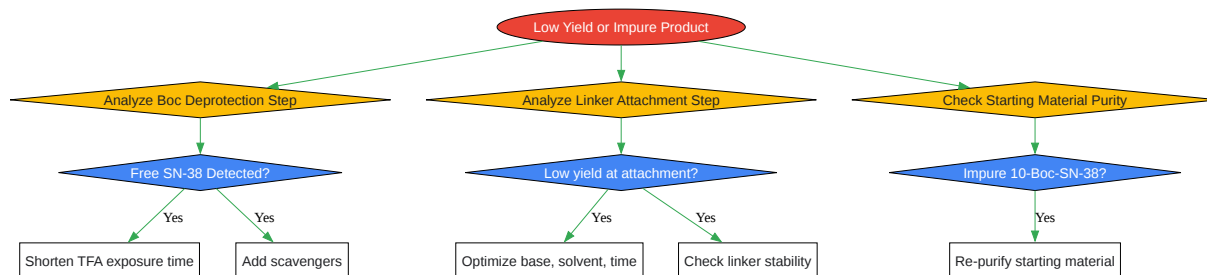 Low Yield or Impure Product
Analyze Boc Deprotection Step
Analyze Linker Attachment Step
Check Starting Material Purity
Free SN-38 Detected?
Low yield at attachment?
Impure 10-Boc-SN-38?
Yes
Yes
Yes
Yes
Yes
Shorten TFA exposure time
Add scavengers
Optimize base, solvent, time
Check linker stability
Re-purify starting material